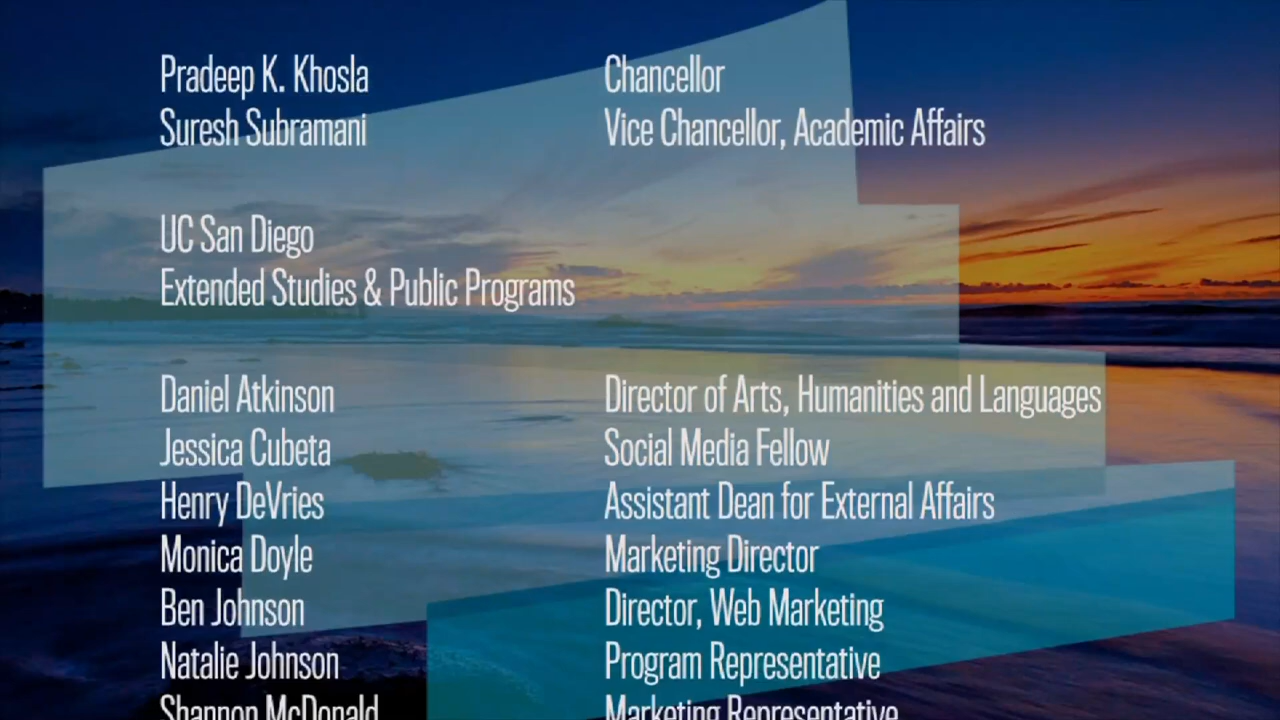 Pradeep K. Khosla Chancellor
Suresh Subramani Vice Chancellor, Academic Affairs
UC San Diego
Extended Studies & Public Programs
Daniel Atkinson Director of Arts, Humanities and Languages
Jessica Cubeta Social Media Fellow
Henry DeVries Assistant Dean for External Affairs
Monica Doyle Marketing Director
Ben Johnson Director, Web Marketing
Natalie Johnson Program Representative
Shannon McDonald Marketing Representative